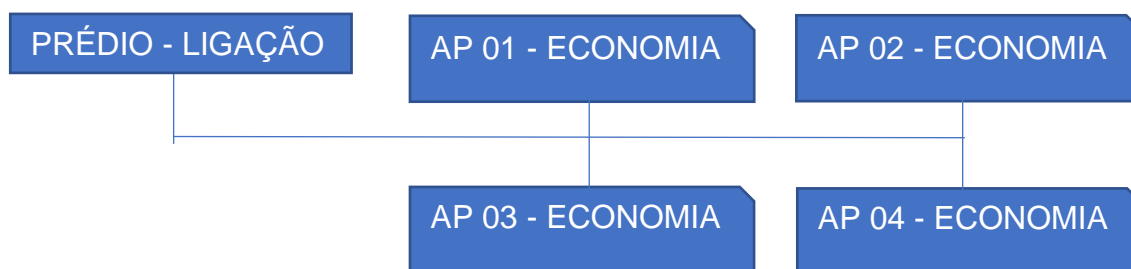 PRÉDIO - LIGAÇÃO
AP 01 - ECONOMIA
AP 02 - ECONOMIA
AP 03 - ECONOMIA
AP 04 - ECONOMIA